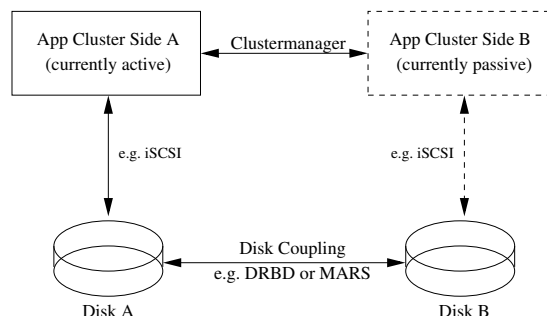 App Cluster Side A
(currently active)
Clustermanager
App Cluster Side B
(currently passive)
e.g. iSCSI
e.g. iSCSI
Disk Coupling
e.g. DRBD or MARS
Disk A
Disk B